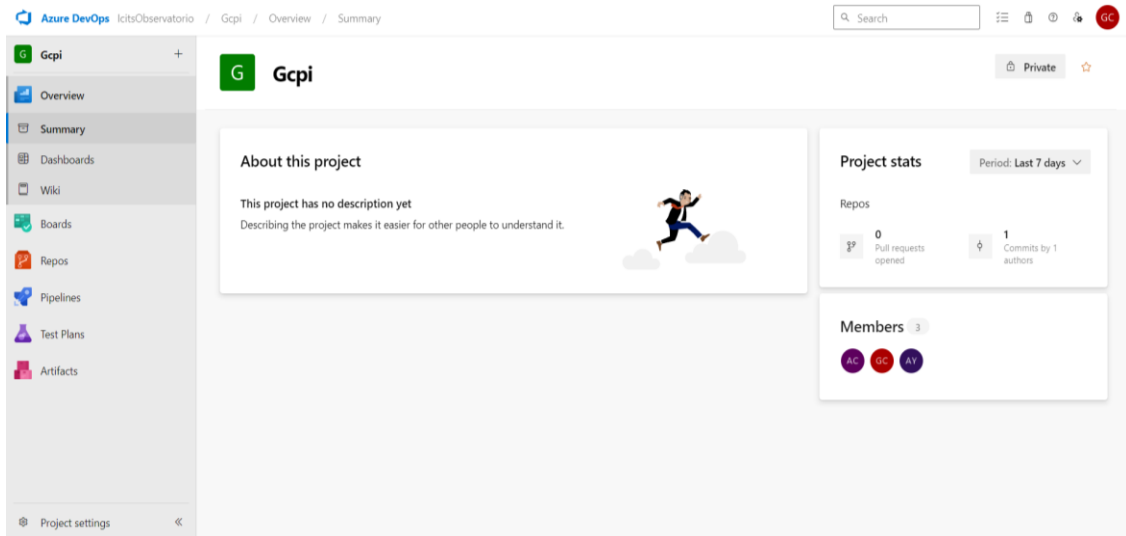 Azure DevOps IcitsObservatorio / Gcpi / Overview / Summary
Search
GC
G Gcpi +
Overview
Summary
Dashboards
Wiki
Boards
Repos
Pipelines
Test Plans
Artifacts
Project settings
G Gcpi
Private
About this project
This project has no description yet
Describing the project makes it easier for other people to understand it.
Project stats
Period: Last 7 days
Repos
0
Pull requests
opened
1
Commits by 1
authors
Members 3
AC GC AY